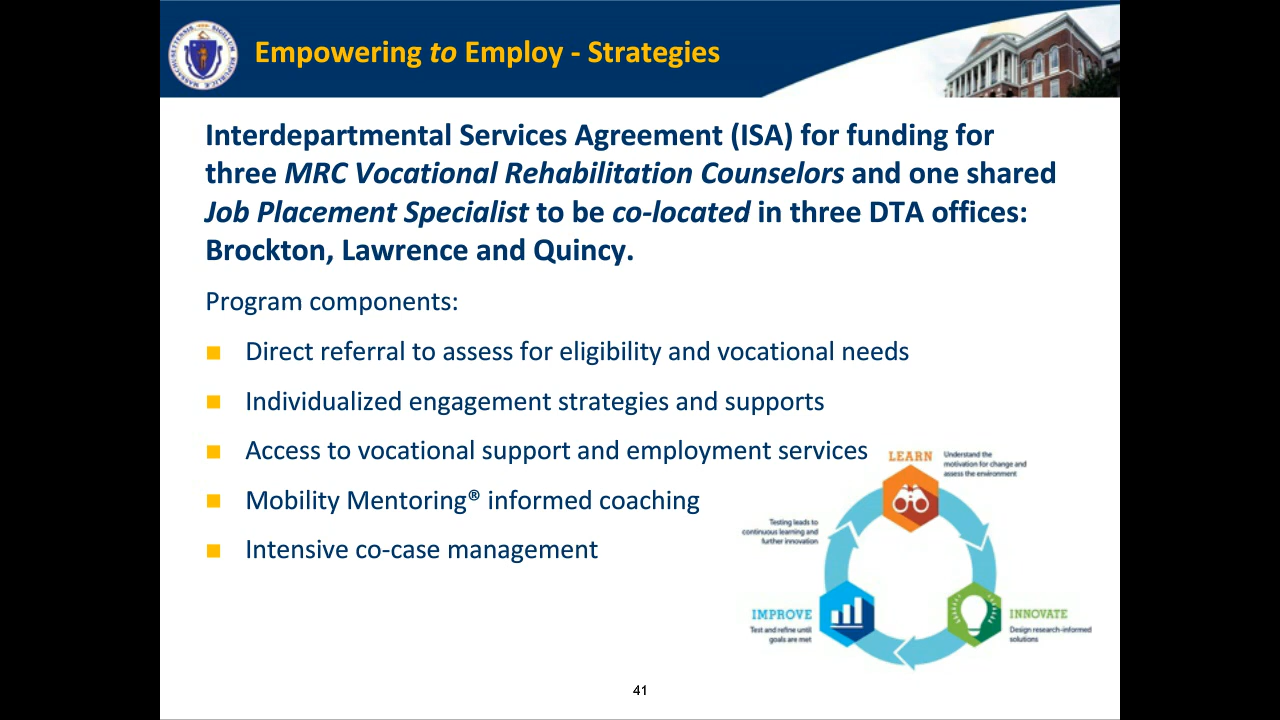 Empowering to Employ - Strategies
Interdepartmental Services Agreement (ISA) for funding for
three MRC Vocational Rehabilitation Counselors and one shared
Job Placement Specialist to be co-located in three DTA offices:
Brockton, Lawrence and Quincy.
Program components:
Direct referral to assess for eligibility and vocational needs
Individualized engagement strategies and supports
Access to vocational support and employment services
Mobility Mentoring® informed coaching
Intensive co-case management
LEARN
Understand the
motivation for change and
assess the environment
Testing leads to
continuous learning and
further innovation
IMPROVE
Test and refine until
goals are met
INNOVATE
Design research-informed
solutions
41